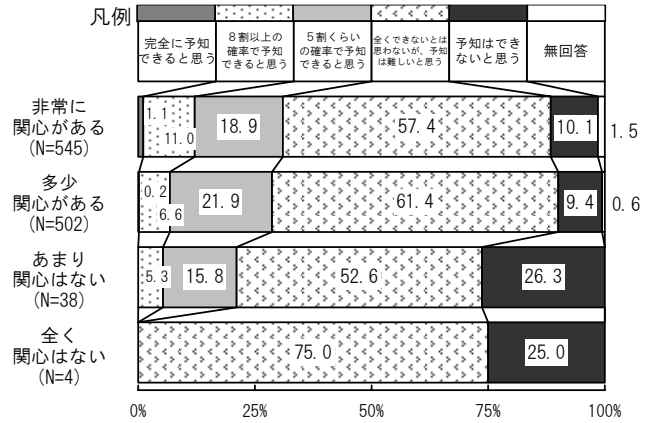 凡例
完全に予知
できると思う
８割以上の
確率で予知
できると思う
５割くらい
の確率で予知
できると思う
全くできないとは
思わないが、予知
は難しいと思う
予知はでき
ないと思う
無回答
非常に
関心がある
(N=545)
1.1
11.0
18.9
57.4
10.1
1.5
多少
関心がある
(N=502)
0.2
6.6
21.9
61.4
9.4
0.6
あまり
関心はない
(N=38)
5.3
15.8
52.6
26.3
全く
関心はない
(N=4)
75.0
25.0
0%
25%
50%
75%
100%